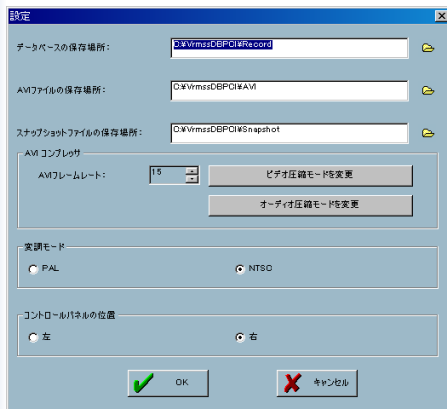 設定
データベースの保存場所:
C:¥VrmssDBPCI¥Record
AVIファイルの保存場所:
C:¥VrmssDBPCI¥AVI
スナップショットファイルの保存場所:
C:¥VrmssDBPCI¥Snapshot
AVI コンプレッサ
AVIフレームレート:
15
ビデオ圧縮モードを変更
オーディオ圧縮モードを変更
変調モード
PAL
NTSC
コントロールパネルの位置
左
右
OK
キャンセル